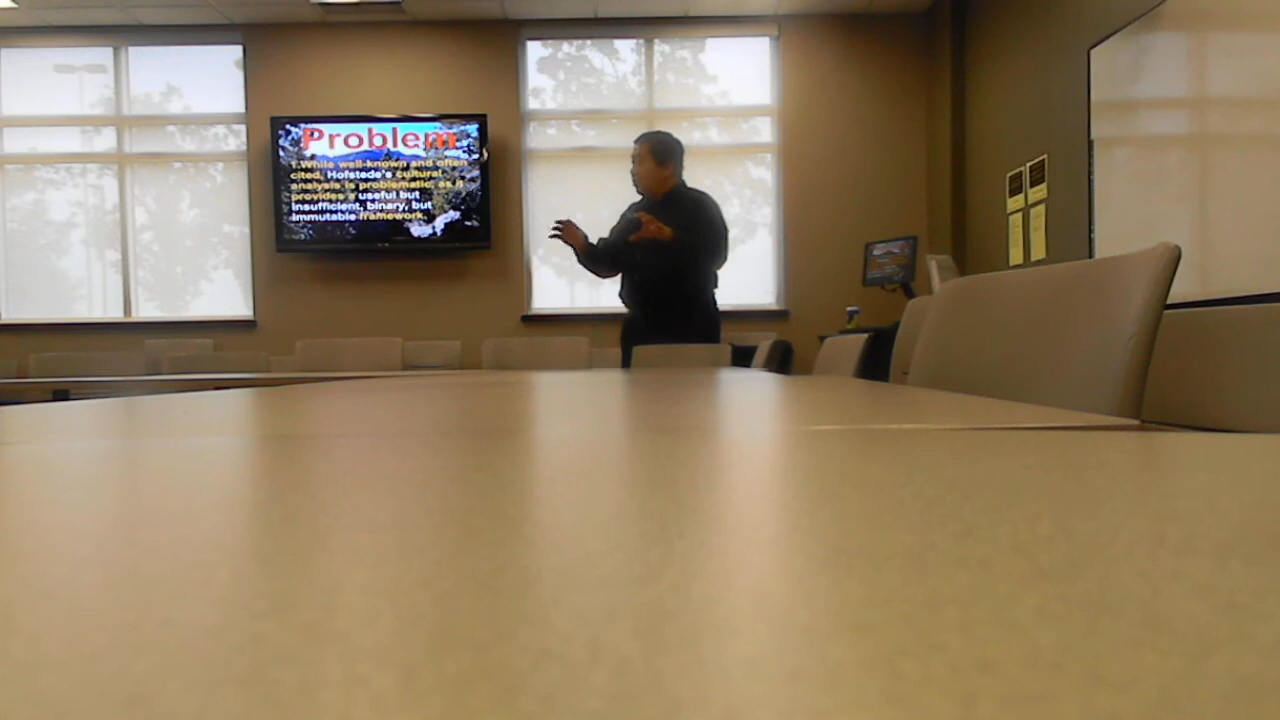 Problem
1.While well-known and often
cited, Hofstede's cultural
analysis is problematic, as it
provides a useful but
insufficient, binary, but
immutable framework.